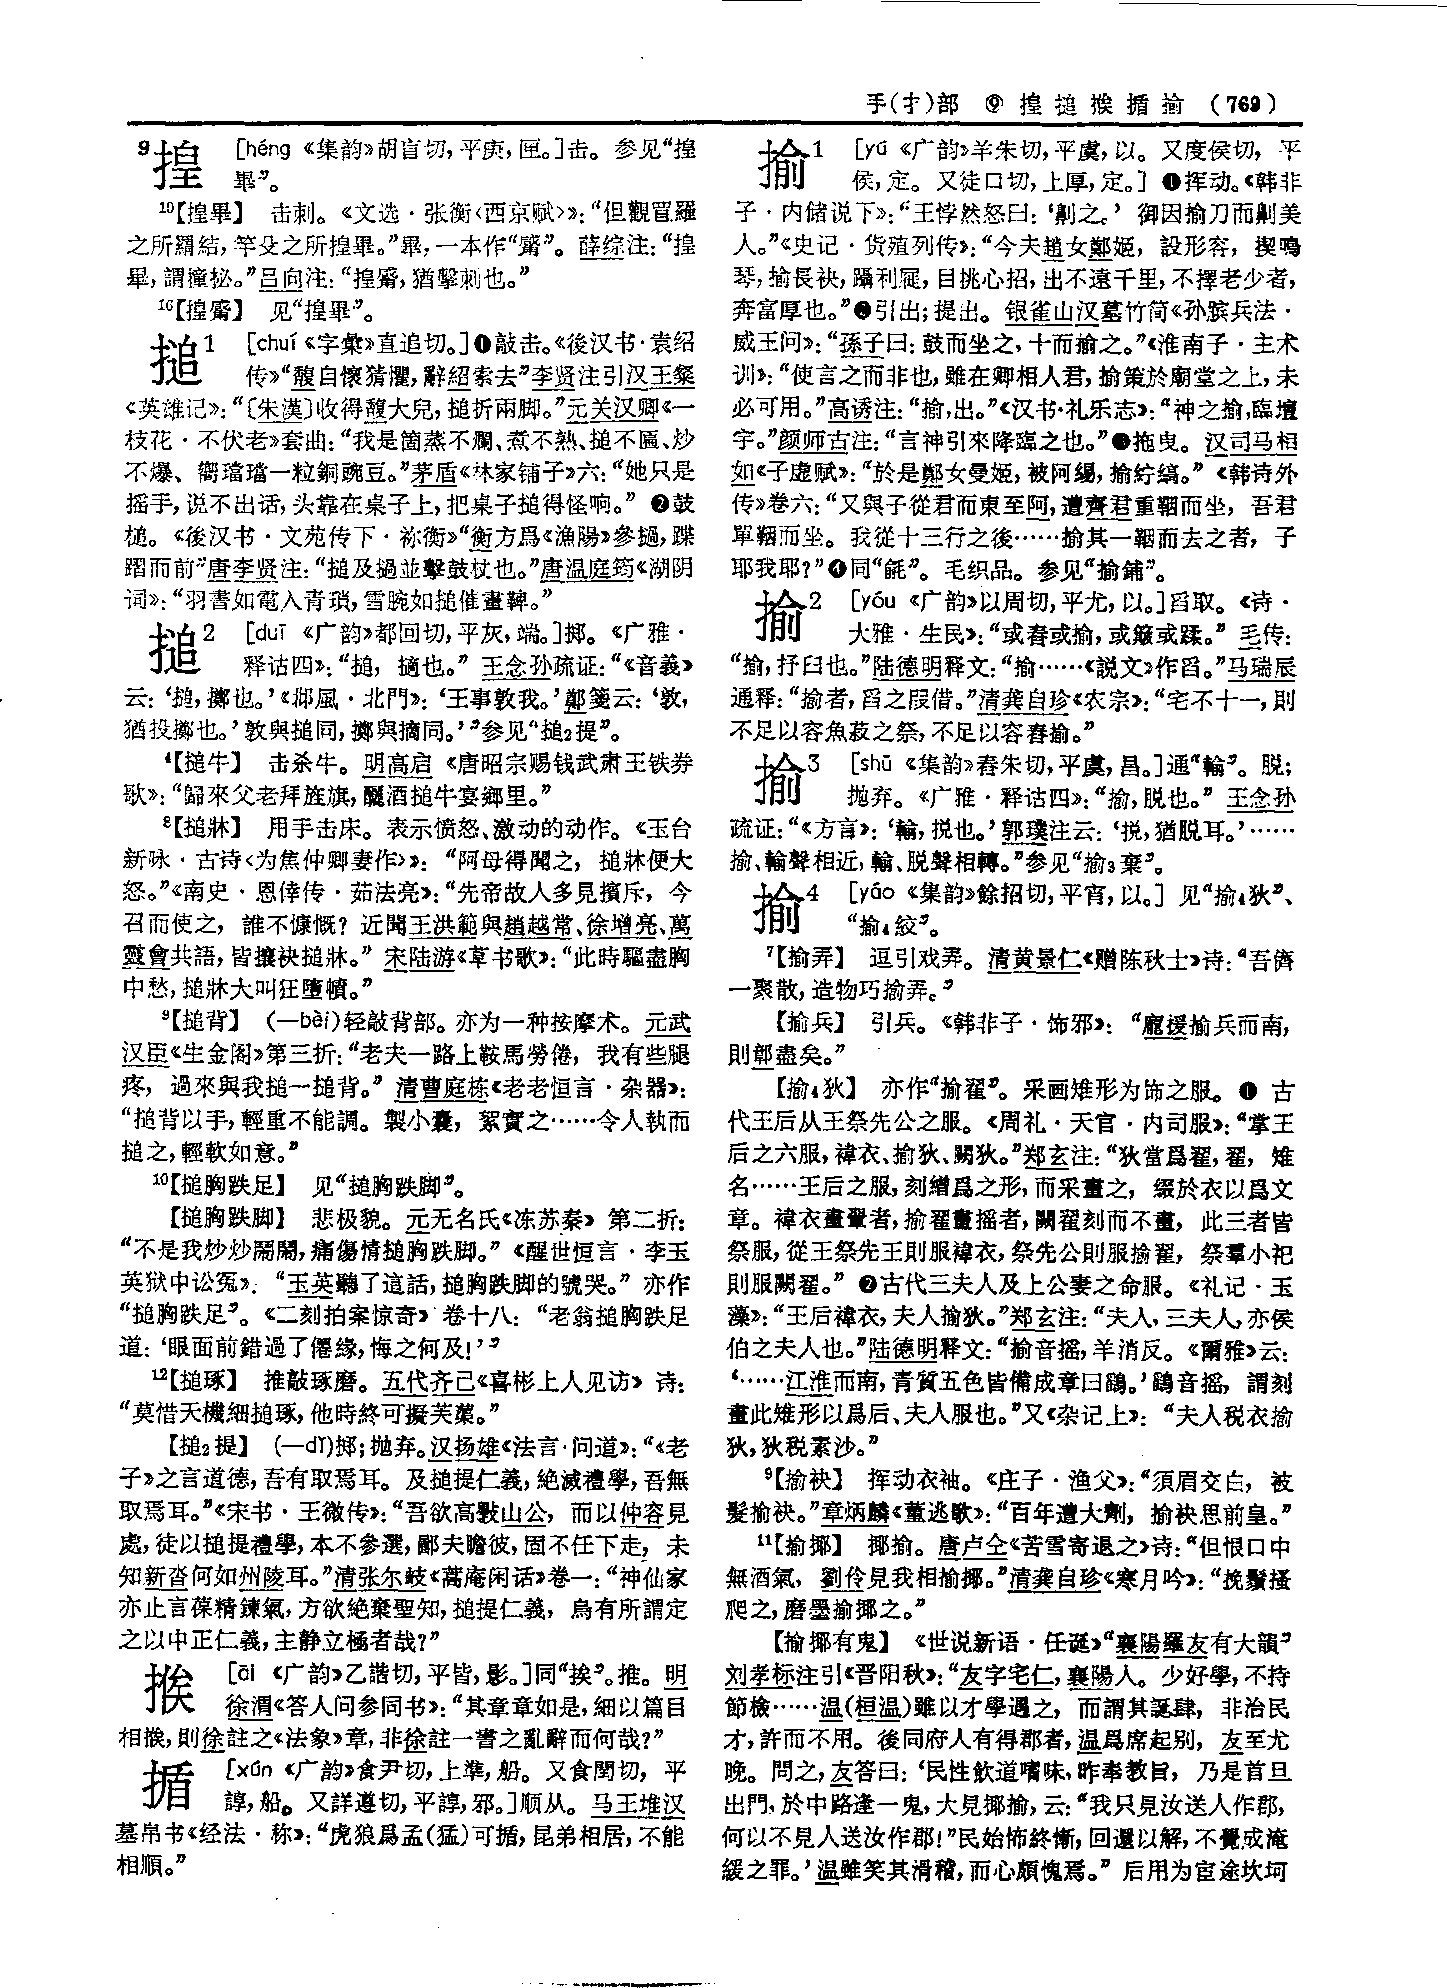 手(扌)部 ⑨ 揘 搥 𢰇 揗 揄 (769)
9揘 [héng《集韵》胡盲切,平庚,匣。]击。参见“揘
畢”。
10【揘畢】 击刺。《文选·张衡<西京赋>》:“但觀罝羅
之所羂結,竿殳之所揘畢。”畢,一本作“觱”。薛综注:“揘
畢,謂撞㧙。”吕向注:“揘觱,猶擊刺也。”
16【揘觱】 见“揘畢”。
搥1 [chuí《字彙》直追切。]❶敲击。《後汉书·袁绍
传》“馥自懷猜懼,辭紹索去”李贤注引汉王粲
《英雄记》:“〔朱漢〕收得馥大兒,搥折兩脚。”元关汉卿《一
枝花·不伏老》套曲:“我是箇蒸不爛、煮不熟、搥不匾、炒
不爆、響璫璫一粒銅豌豆。”茅盾《林家铺子》六:“她只是
摇手,说不出话,头靠在桌子上,把桌子搥得怪响。” ❷鼓
槌。《後汉书·文苑传下·祢衡》“衡方爲《漁陽》參撾,蹀
䠙而前”唐李贤注:“搥及撾並擊鼓杖也。”唐温庭筠《湖阴
词》:“羽書如電入青瑣,雪腕如搥催畫鞞。”
搥2 [duī 《广韵》都回切,平灰,端。]掷。《广雅·
释诂四》:“搥,擿也。” 王念孙疏证:“《音義》
云:‘搥,擲也。’《邶風·北門》:‘王事敦我。’鄭箋云:‘敦,
猶投擲也。’敦與搥同,擲與擿同。’”参见“搥2提”。
4【搥牛】 击杀牛。明高启《唐昭宗赐钱武肃王铁券
歌》:“歸來父老拜旌旗,釃酒搥牛宴鄉里。”
8【搥牀】 用手击床。表示愤怒、激动的动作。《玉台
新咏·古诗<为焦仲卿妻作>》:“阿母得聞之,搥牀便大
怒。”《南史·恩倖传·茹法亮》:“先帝故人多見擯斥,今
召而使之,誰不慷慨?近聞王洪範與趙越常、徐增亮、萬
靈會共語,皆攘袂搥牀。” 宋陆游《草书歌》:“此時驅盡胸
中愁,搥牀大叫狂墮幘。”
9【搥背】 (—bèi)轻敲背部。亦为一种按摩术。元武
汉臣《生金阁》第三折:“老夫一路上鞍馬勞倦,我有些腿
疼,過來與我搥一搥背。” 清曹庭栋《老老恒言·杂器》:
“搥背以手,輕重不能調。製小囊,絮實之……令人執而
搥之,輕軟如意。”
10【搥胸跌足】 见“搥胸跌脚”。
【搥胸跌脚】 悲极貌。元无名氏《冻苏秦》第二折:
“不是我炒炒鬧鬧,痛傷情搥胸跌脚。”《醒世恒言·李玉
英狱中讼冤》:“玉英聽了這話,搥胸跌脚的號哭。” 亦作
“搥胸跌足”。《二刻拍案惊奇》卷十八:“老翁搥胸跌足
道:‘眼面前錯過了僊緣,悔之何及!’”
12【搥琢】 推敲琢磨。五代齐己《喜彬上人见访》诗:
“莫惜天機細搥琢,他時終可擬芙蕖。”
【搥2提】 (—dǐ)掷;抛弃。汉扬雄《法言·问道》:“《老
子》之言道德,吾有取焉耳。及搥提仁義,絶滅禮學,吾無
取焉耳。”《宋书·王微传》:“吾欲高斅山公,而以仲容見
處,徒以搥提禮學,本不參選,鄙夫瞻彼,固不任下走,未
知新沓何如州陵耳。”清张尔岐《蒿庵闲话》卷一:“神仙家
亦止言葆精鍊氣,方欲絶棄聖知,搥提仁義,烏有所謂定
之以中正仁義,主静立極者哉?”
𢰇 [āi 《广韵》乙諧切,平皆,影。]同“挨”。推。明
徐渭《答人问参同书》:“其章章如是,細以篇目
相𢰇,則徐註之《法象》章,非徐註一書之亂辭而何哉?”
揗 [xún 《广韵》食尹切,上準,船。又食閏切,平
諄,船。又詳遵切,平諄,邪。]顺从。马王堆汉
墓帛书《经法·称》:“虎狼爲孟(猛)可揗,昆弟相居,不能
相順。”
揄1 [yú 《广韵》羊朱切,平虞,以。又度侯切,平
侯,定。又徒口切,上厚,定。] ❶挥动。《韩非
子·内储说下》:“王悖然怒曰:‘劓之。’御因揄刀而劓美
人。”《史记·货殖列传》:“今夫趙女鄭姬,設形容,揳鳴
琴,揄長袂,躡利屣,目挑心招,出不遠千里,不擇老少者,
奔富厚也。”❷引出;提出。银雀山汉墓竹简《孙膑兵法·
威王问》:“孫子曰:鼓而坐之,十而揄之。”《淮南子·主术
训》:“使言之而非也,雖在卿相人君,揄策於廟堂之上,未
必可用。”高诱注:“揄,出。”《汉书·礼乐志》:“神之揄,臨壇
宇。”颜师古注:“言神引來降臨之也。”❸拖曳。汉司马相
如《子虚赋》:“於是鄭女曼姬,被阿緆,揄紵縞。”《韩诗外
传》卷六:“又與子從君而東至阿,遭齊君重鞇而坐,吾君
單鞇而坐。我從十三行之後……揄其一鞇而去之者,子
耶我耶?”❹同“毹”。毛织品。参见“揄鋪”。
揄2 [yóu 《广韵》以周切,平尤,以。]舀取。《诗·
大雅·生民》:“或舂或揄,或簸或蹂。”毛传:
“揄,抒臼也。”陆德明释文:“揄……《説文》作舀。”马瑞辰
通释:“揄者,舀之叚借。”清龚自珍《农宗》:“宅不十一,則
不足以容魚菽之祭,不足以容舂揄。”
揄3 [shū 《集韵》舂朱切,平虞,昌。]通“輸”。脱;
抛弃。《广雅·释诂四》:“揄,脱也。” 王念孙
疏证:“《方言》:‘輸,挩也。’郭璞注云:‘挩,猶脱耳。’……
揄、輸聲相近,輸、脱聲相轉。”参见“揄3棄”。
揄4 [yáo 《集韵》餘招切,平宵,以。] 见“揄4狄”、
“揄4絞”。
7【揄弄】 逗引戏弄。清黄景仁《赠陈秋士》诗:“吾儕
一聚散,造物巧揄弄。”
【揄兵】 引兵。《韩非子·饰邪》:“龐援揄兵而南,
則鄣盡矣。”
【揄4狄】 亦作“揄翟”。采画雉形为饰之服。❶ 古
代王后从王祭先公之服。《周礼·天官·内司服》:“掌王
后之六服,褘衣、揄狄、闕狄。”郑玄注:“狄當爲翟,翟,雉
名……王后之服,刻繒爲之形,而采畫之,綴於衣以爲文
章。褘衣畫翬者,揄翟畫摇者,闕翟刻而不畫,此三者皆
祭服,從王祭先王則服褘衣,祭先公則服揄翟,祭羣小祀
則服闕翟。” ❷古代三夫人及上公妻之命服。《礼记·玉
藻》:“王后褘衣,夫人揄狄。”郑玄注:“夫人,三夫人,亦侯
伯之夫人也。”陆德明释文:“揄音摇,羊消反。《爾雅》云:
‘……江淮而南,青質五色皆備成章曰鷂。’鷂音摇,謂刻
畫此雉形以爲后、夫人服也。”又《杂记上》:“夫人税衣揄
狄,狄税素沙。”
9【揄袂】 挥动衣袖。《庄子·渔父》:“須眉交白,被
髮揄袂。”章炳麟《董逃歌》:“百年遭大劑,揄袂思前皇。”
11【揄揶】 揶揄。唐卢仝《苦雪寄退之》诗:“但恨口中
無酒氣,劉伶見我相揄揶。”清龚自珍《寒月吟》:“挽鬚搔
爬之,磨墨揄揶之。”
【揄揶有鬼】 《世说新语·任诞》“襄陽羅友有大韻”
刘孝标注引《晋阳秋》:“友字宅仁,襄陽人。少好學,不持
節檢……温(桓温)雖以才學遇之,而謂其誕肆,非治民
才,許而不用。後同府人有得郡者,温爲席起别,友至尤
晚。問之,友答曰:‘民性飲道嗜味,昨奉教旨,乃是首旦
出門,於中路逢一鬼,大見揶揄,云:“我只見汝送人作郡,
何以不見人送汝作郡!”民始怖終慚,回還以解,不覺成淹
緩之罪。’温雖笑其滑稽,而心頗愧焉。” 后用为宦途坎坷